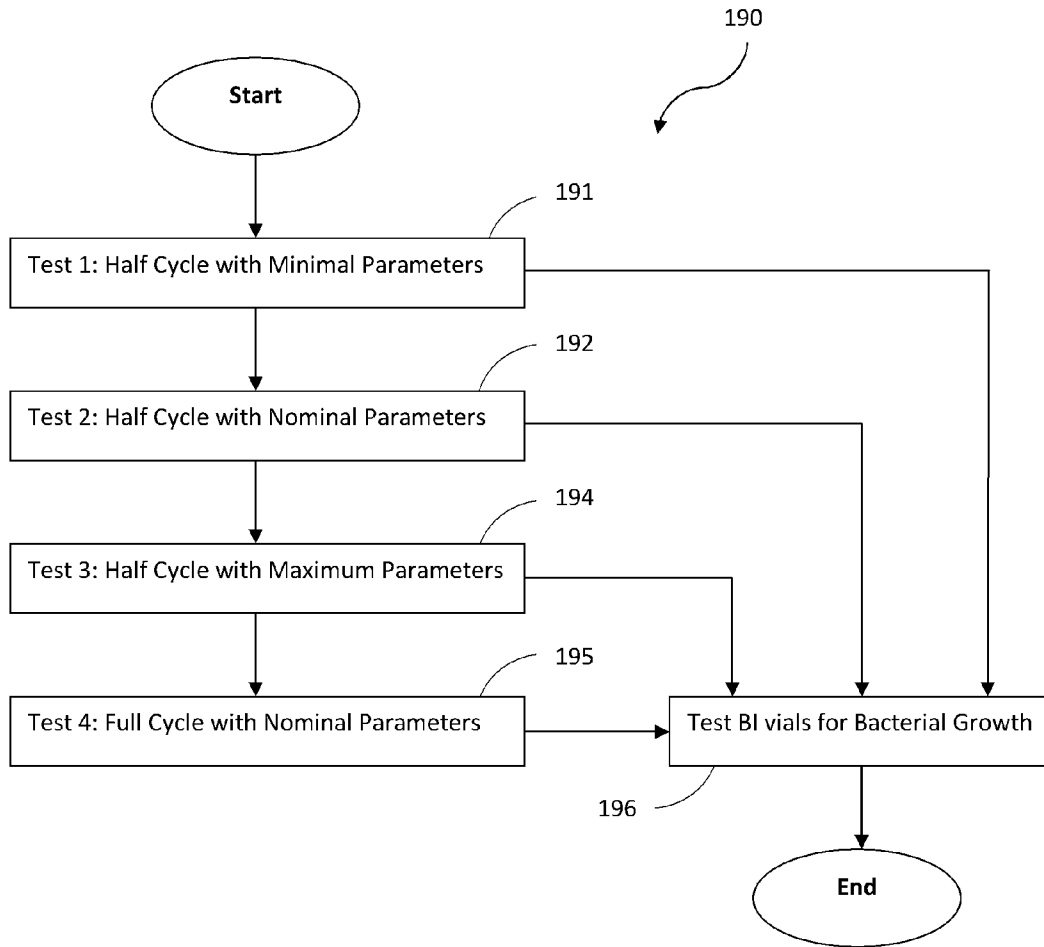 190
Start
191
Test 1: Half Cycle with Minimal Parameters
192
Test 2: Half Cycle with Nominal Parameters
194
Test 3: Half Cycle with Maximum Parameters
195
Test 4: Full Cycle with Nominal Parameters
Test BI vials for Bacterial Growth
196
End